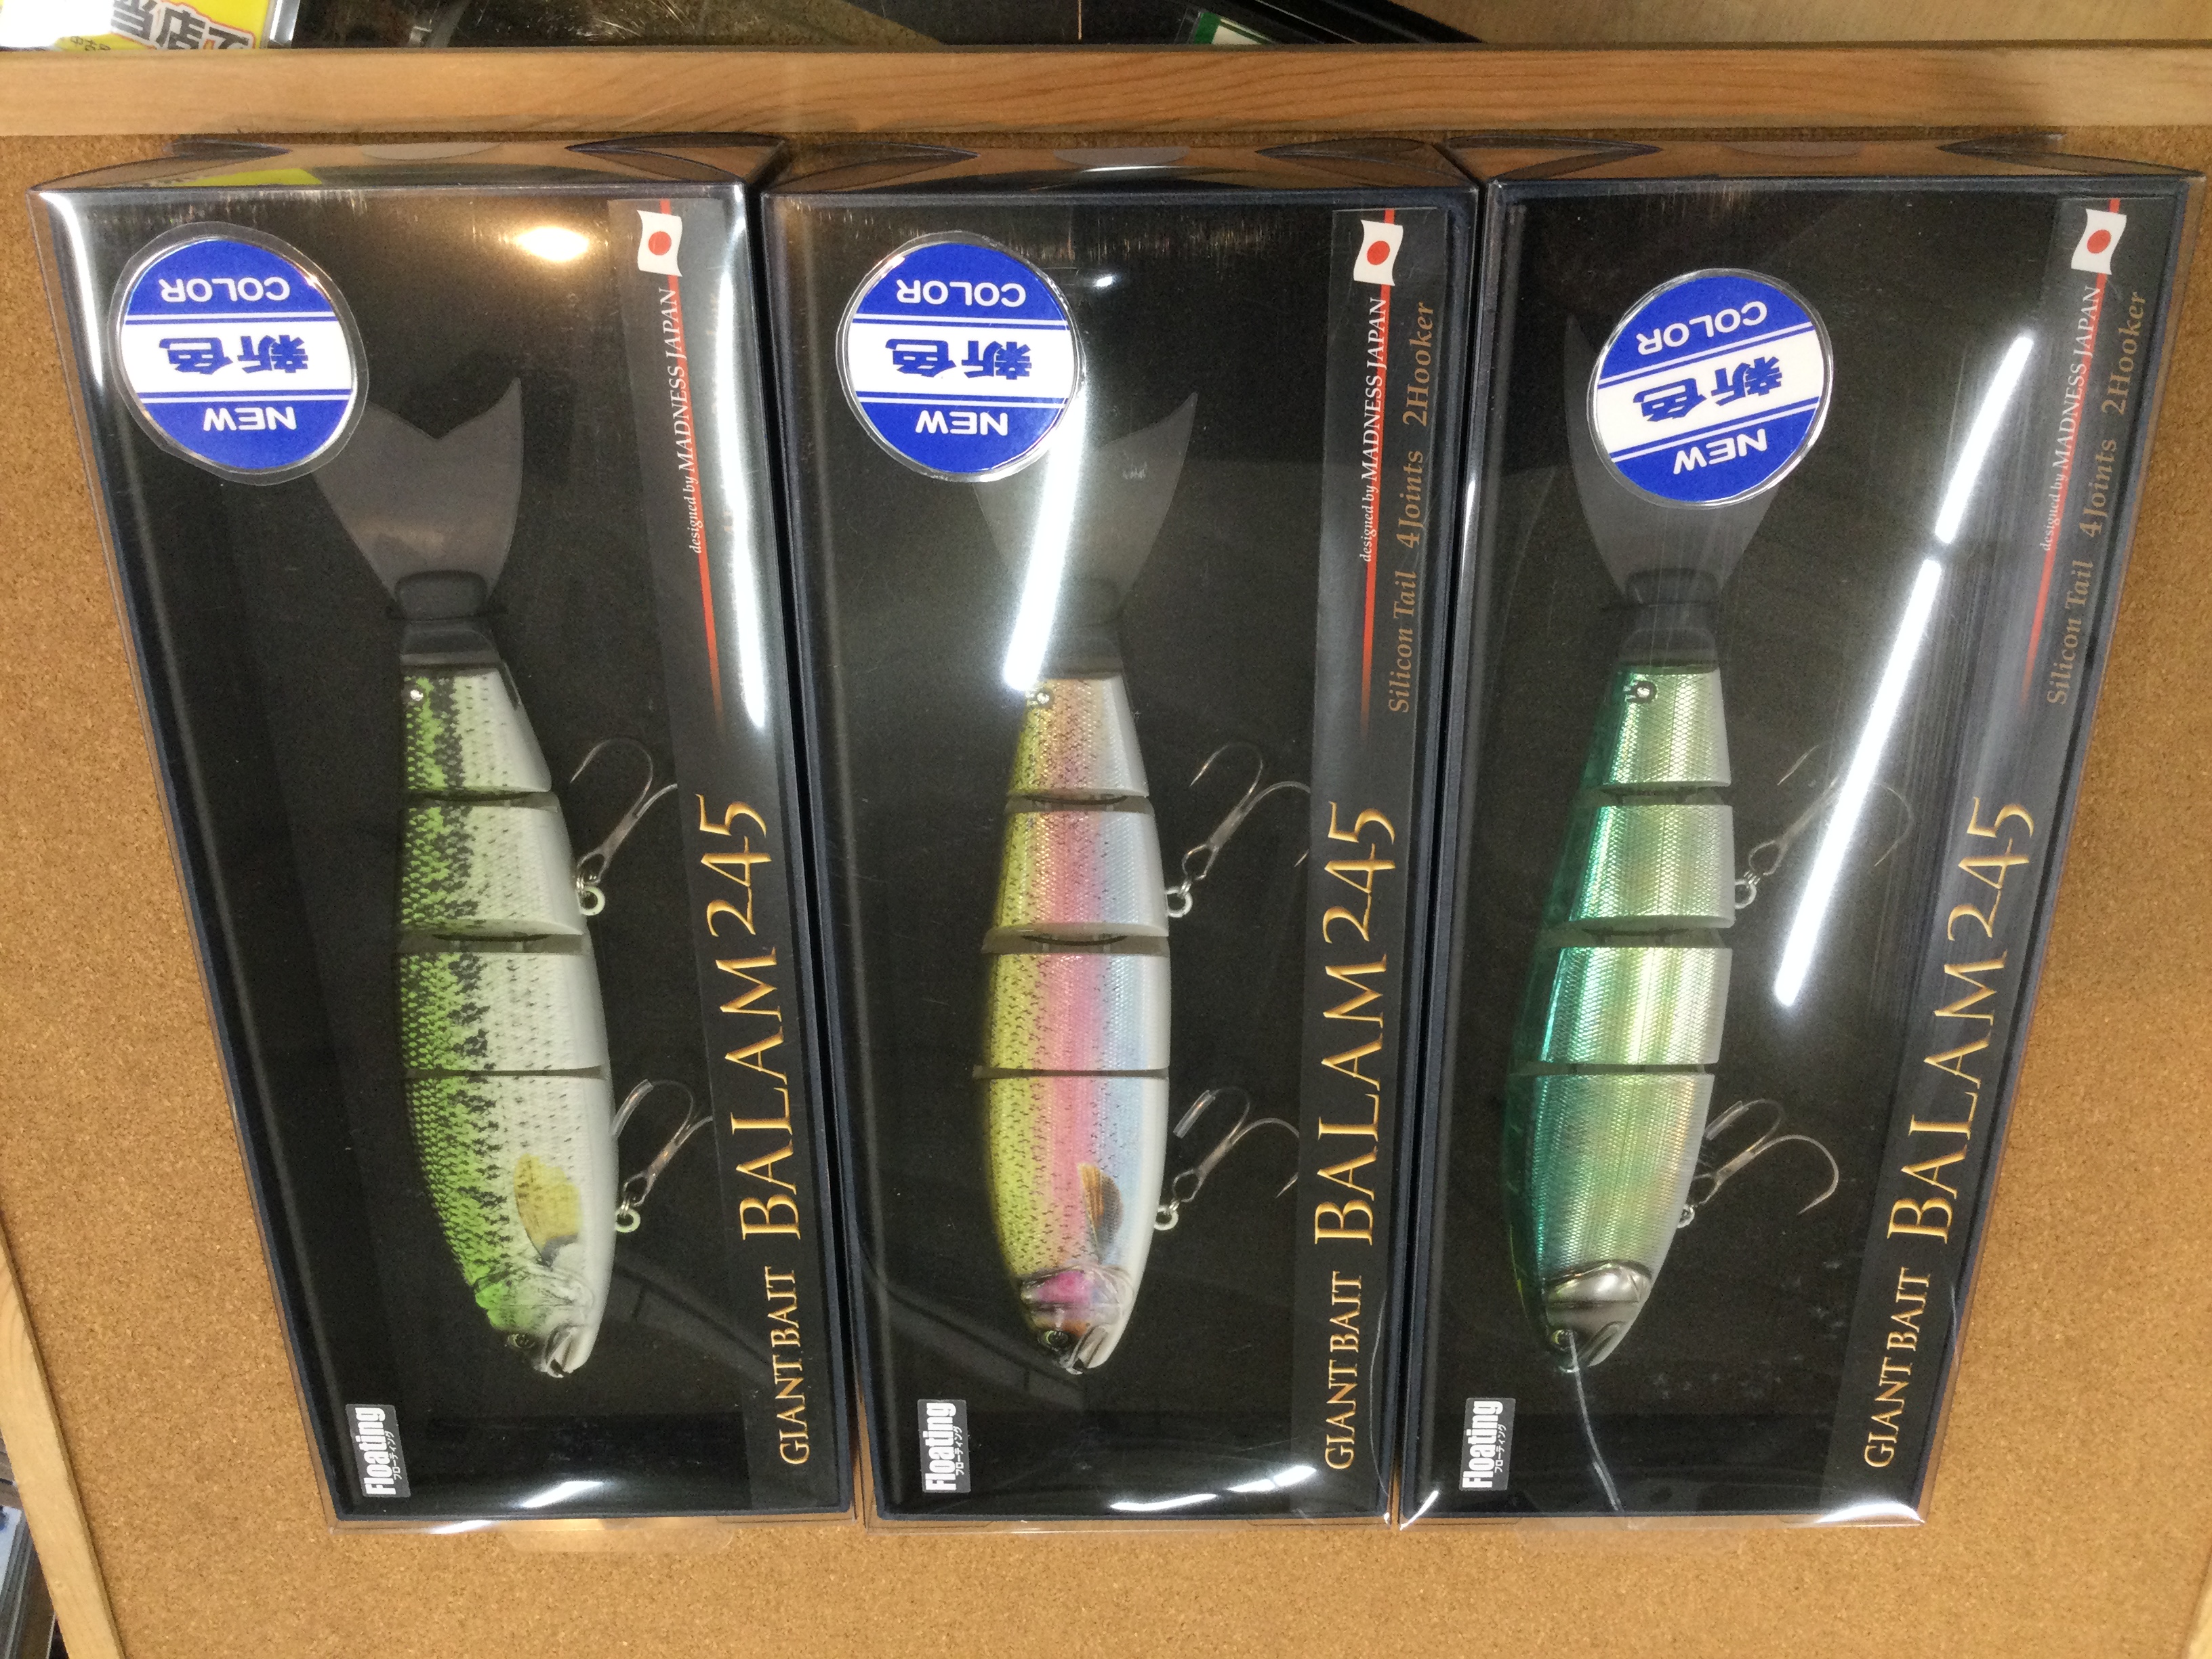 当店で
NEW
新色
COLOR
designed by MADNESS JAPAN
GIANT BAIT BALAM 245
Floating
フローティング
NEW
新色
COLOR
designed by MADNESS JAPAN
Silicon Tail 4Joints 2Hooker
GIANT BAIT BALAM 245
Floating
フローティング
NEW
新色
COLOR
designed by MADNESS JAPAN
Silicon Tail 4Joints 2Hooker
GIANT BAIT BALAM 245
Floating
フローティング